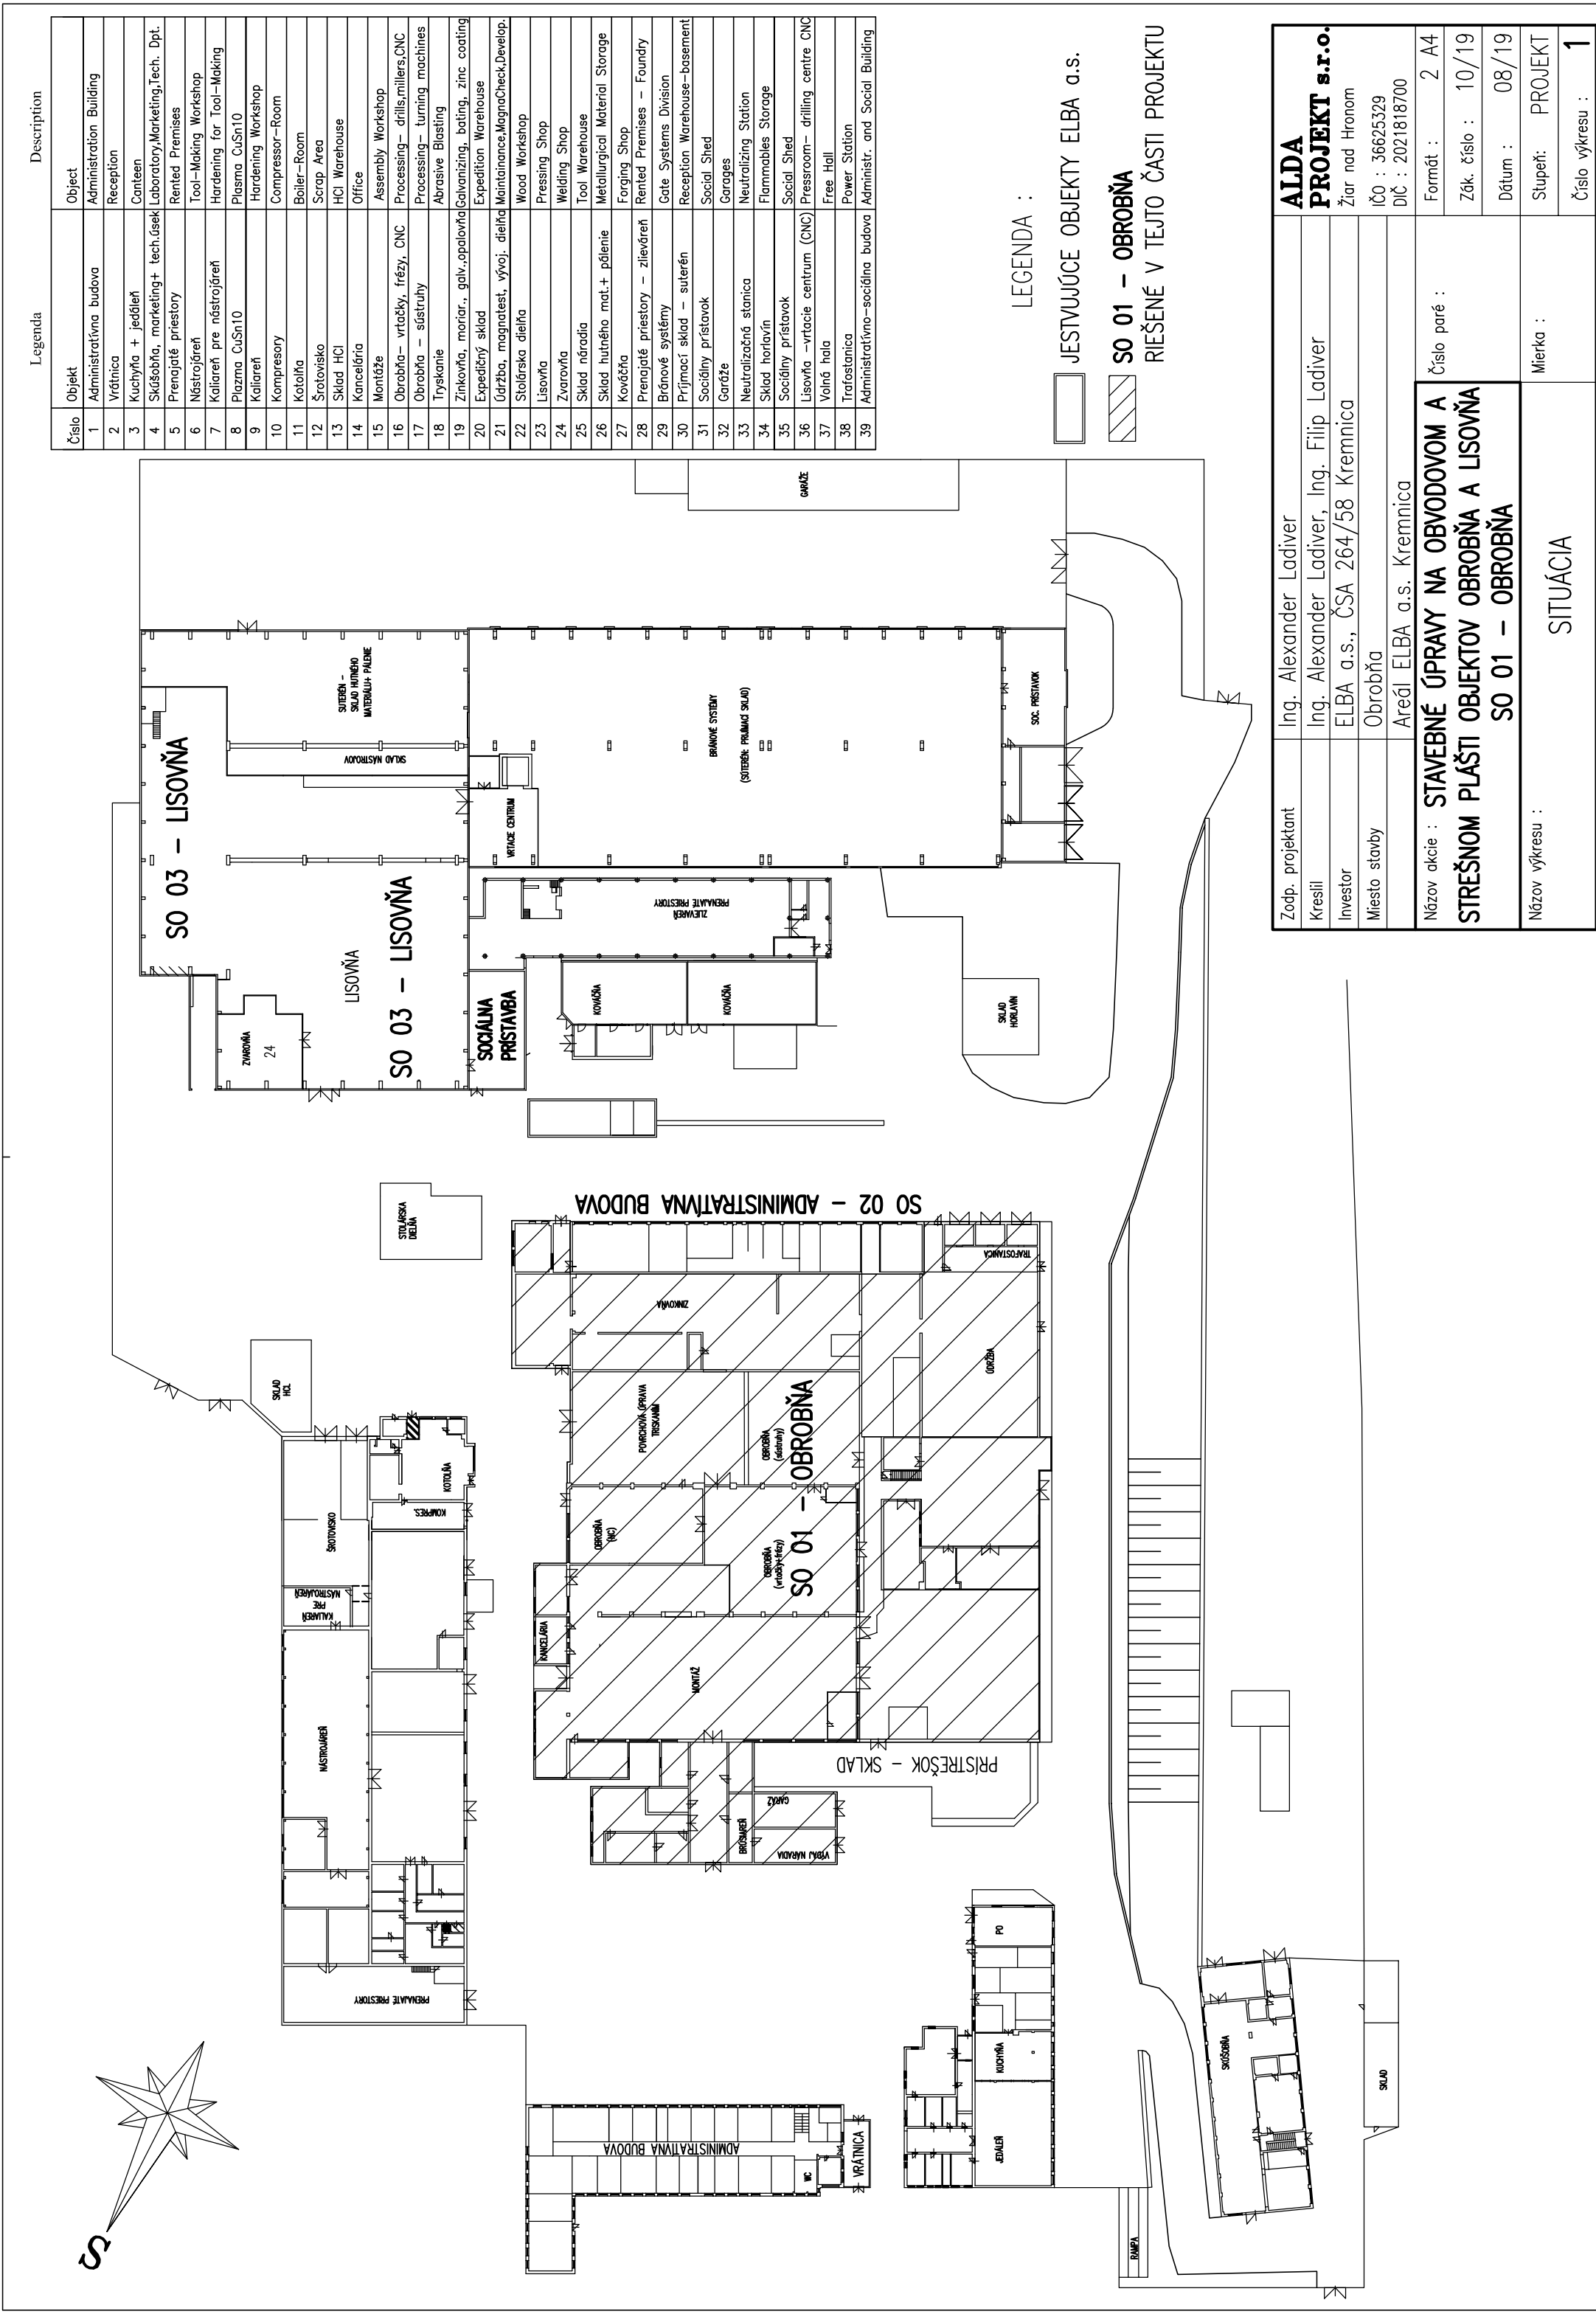 Legenda
Description
Číslo Objekt Object
1 Administratívna budova Administration Building
2 Vrátnica Reception
3 Kuchyňa + jedáleň Canteen
4 Skúšobňa, marketing+ tech.úsek Laboratory,Marketing,Tech. Dpt.
5 Prenajaté priestory Rented Premises
6 Nástrojáreň Tool-Making Workshop
7 Kaliareň pre nástrojáreň Hardening for Tool-Making
8 Plazma CuSn10 Plasma CuSn10
9 Kaliareň Hardening Workshop
10 Kompresory Compressor-Room
11 Kotolňa Boiler-Room
12 Šrotovisko Scrap Area
13 Sklad HCl HCl Warehouse
14 Kancelária Office
15 Montáže Assembly Workshop
16 Obrobňa- vrtačky, frézy, CNC Processing- drills,millers,CNC
17 Obrobňa - sústruhy Processing- turning machines
18 Tryskanie Abrasive Blasting
19 Zinkovňa, moriar., galv.,opalovňa Galvanizing, bating, zinc coating
20 Expedičný sklad Expedition Warehouse
21 Údržba, magnatest, vývoj. dielňa Maintainance,MagnaCheck,Develop.
22 Stolárska dielňa Wood Workshop
23 Lisovňa Pressing Shop
24 Zvarovňa Welding Shop
25 Sklad náradia Tool Warehouse
26 Sklad hutného mat.+ pálenie Metallurgical Material Storage
27 Kováčňa Forging Shop
28 Prenajaté priestory - zlieváreň Rented Premises - Foundry
29 Bránové systémy Gate Systems Division
30 Príjmací sklad - suterén Reception Warehouse-basement
31 Sociálny prístavok Social Shed
32 Garáže Garages
33 Neutralizačná stanica Neutralizing Station
34 Sklad horlavín Flammables Storage
35 Sociálny prístavok Social Shed
36 Lisovňa -vrtacie centrum (CNC) Pressroom- drilling centre CNC
37 Volná hala Free Hall
38 Trafostanica Power Station
39 Administratívno-sociálna budova Administr. and Social Building
LEGENDA :
JESTVUJÚCE OBJEKTY ELBA a.s.
SO 01 - OBROBŇA
RIEŠENÉ V TEJTO ČASTI PROJEKTU
Zodp. projektant Ing. Alexander Ladiver
Kreslil Ing. Alexander Ladiver, Ing. Filip Ladiver
Investor ELBA a.s., ČSA 264/58 Kremnica
Miesto stavby Obrobňa
Areál ELBA a.s. Kremnica
ALDA
PROJEKT s.r.o.
Žiar nad Hronom
IČO : 36625329
DIČ : 2021818700
Názov akcie : STAVEBNÉ ÚPRAVY NA OBVODOVOM A
STREŠNOM PLÁŠTI OBJEKTOV OBROBŇA A LISOVŇA
SO 01 - OBROBŇA
Číslo paré :
Formát : 2 A4
Zák. číslo : 10/19
Dátum : 08/19
Názov výkresu :
SITUÁCIA
Mierka :
Stupeň: PROJEKT
Číslo výkresu : 1
GARÁŽE
SO 03 - LISOVŇA
SUTERÉN -
SKLAD HUTNÉHO
MATERIÁLU+ PÁLENIE
SKLAD NÁSTROJOV
LISOVŇA
SO 03 - LISOVŇA
ZVAROVŇA
24
SOCIÁLNA
PRÍSTAVBA
VRTACIE CENTRUM
BRÁNOVÉ SYSTÉMY
(SÚTERÉN: PRIJÍMACÍ SKLAD)
SOC. PRÍSTAVOK
ZLIEVAREŇ
PRENAJATÉ PRIESTORY
KOVÁČŇA
KOVÁČŇA
SKLAD
HORLAVÍN
STOLÁRSKA
DIELŇA
SO 02 - ADMINISTRATÍVNA BUDOVA
TRAFOSTANICA
ZINKOVŇA
ÚDRŽBA
POVRCHOVÁ ÚPRAVA
TRISKANÍM
OBROBŇA
(sústruhy)
OBROBŇA
(NC)
OBROBŇA
(vrtačky+frézy)
SO 01 - OBROBŇA
KANCELÁRIA
MONTÁŽ
PRÍSTREŠOK - SKLAD
BRÚSIAREŇ
GARÁŽ
VÝDAJ NÁRADIA
SKLAD
HCL
ŠROTOVISKO
KOTOLŇA
KOMPRES.
KALIAREŇ
PRE
NÁSTROJÁREŇ
NÁSTROJÁREŇ
PRENAJATÉ PRIESTORY
S
ADMINISTRATÍVNA BUDOVA
WC
VRÁTNICA
PO
KUCHYŇA
JEDÁLEŇ
RAMPA
SKÚŠOBŇA
SKLAD